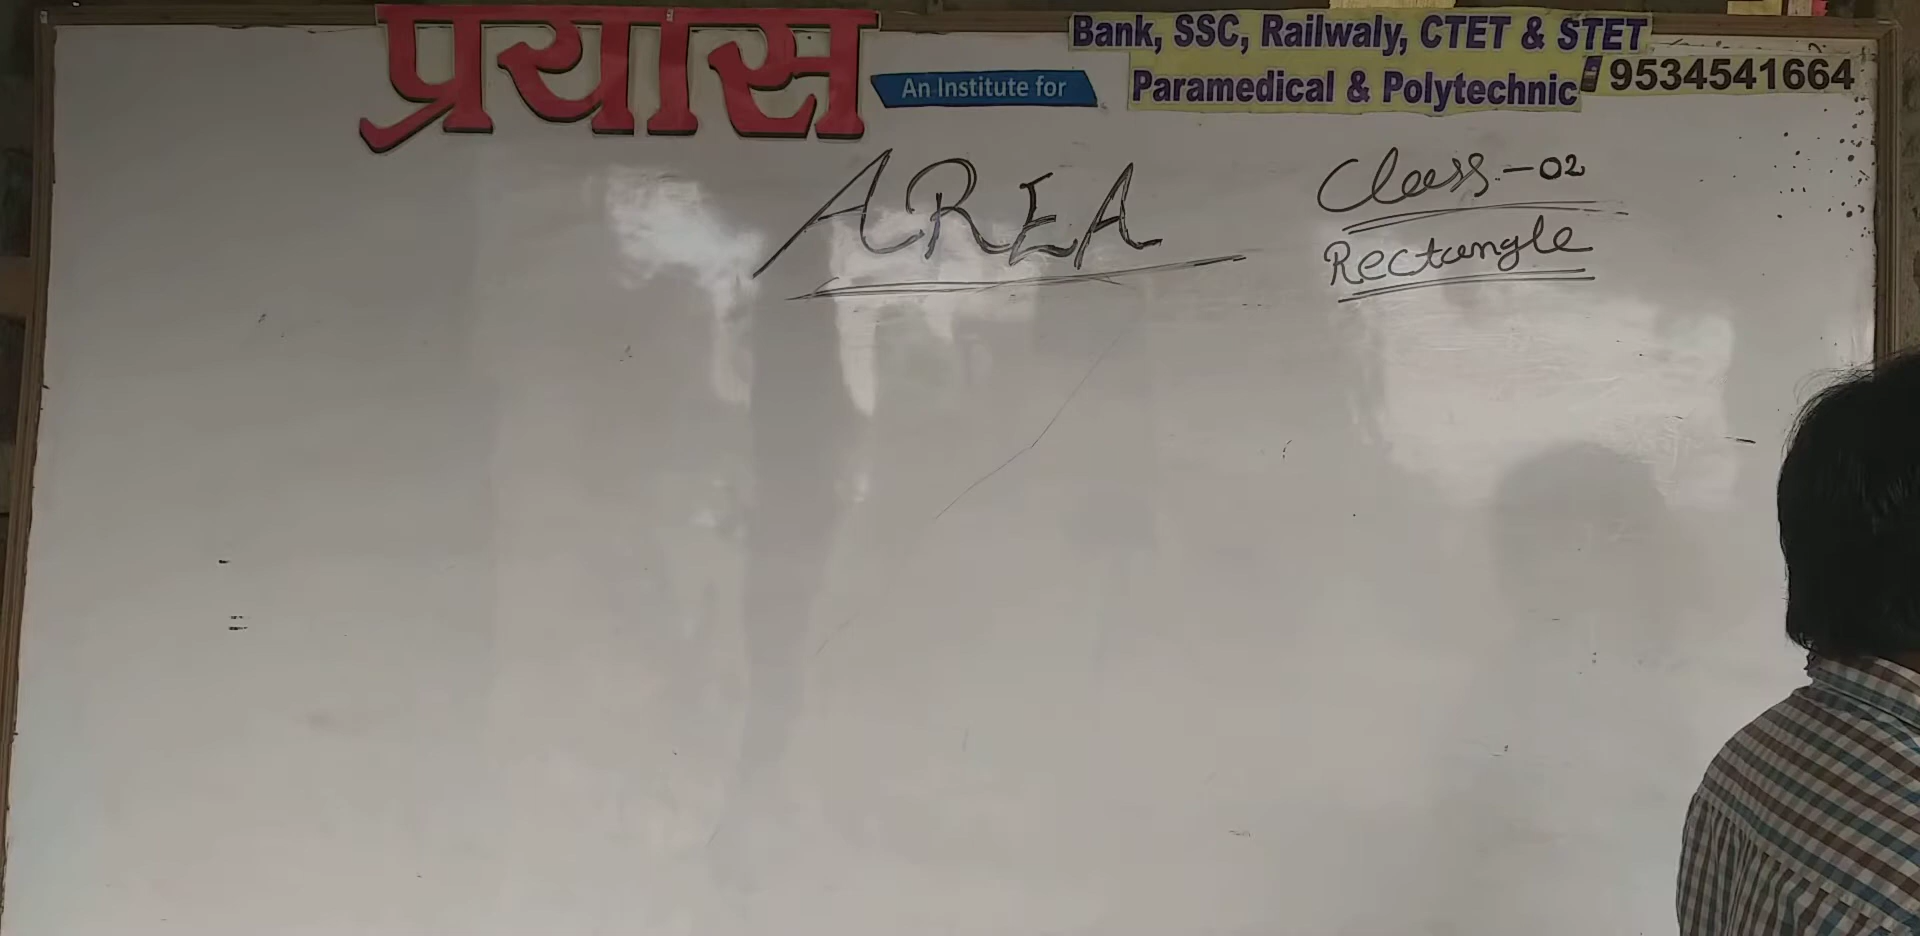 प्रयास
An Institute for
Bank, SSC, Railwaly, CTET & STET
Paramedical & Polytechnic 9534541664
AREA
Class-02
Rectangle